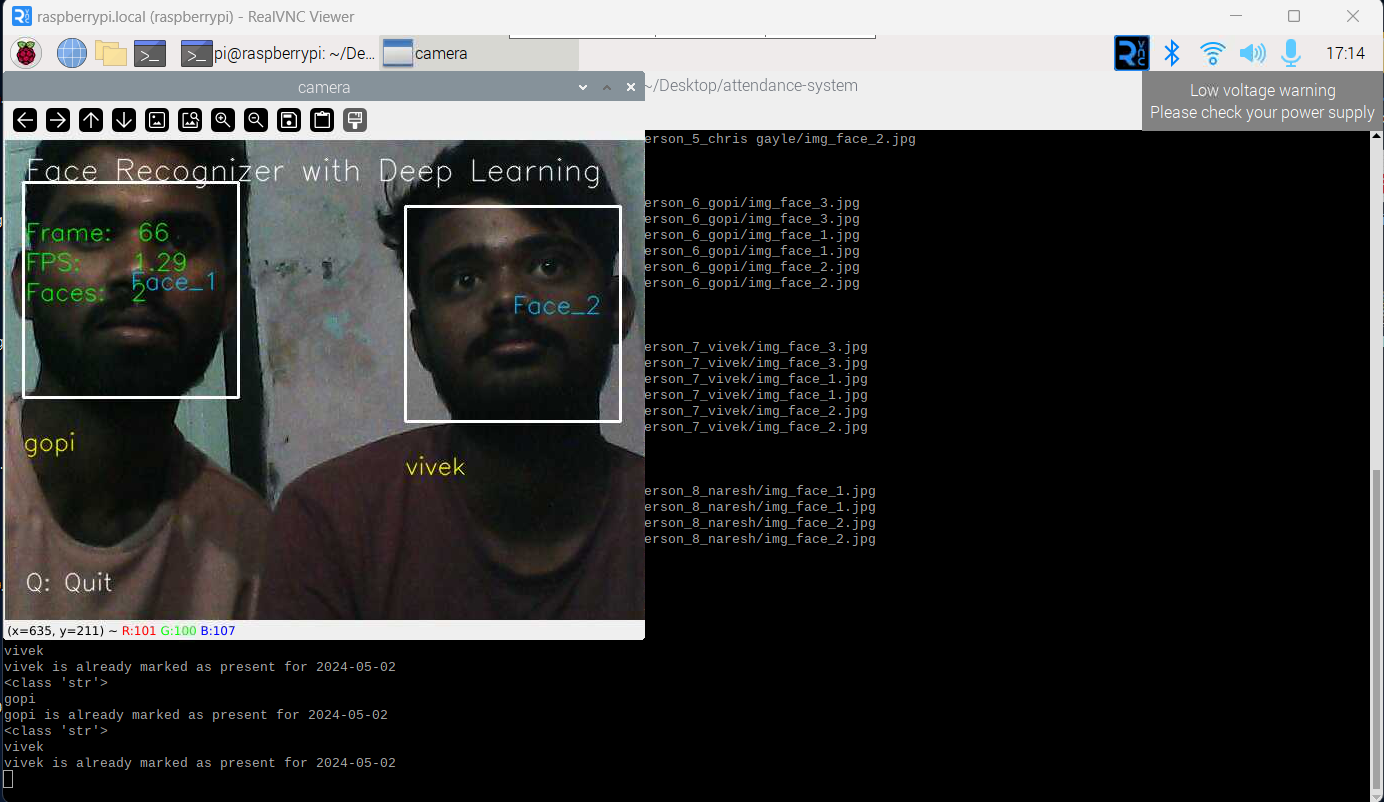 raspberrypi.local (raspberrypi) - RealVNC Viewer
pi@raspberrypi: ~/De...
camera
17:14
camera
~/Desktop/attendance-system
Low voltage warning
Please check your power supply
Face Recognizer with Deep Learning
Frame: 66
FPS: 1.29
Faces: 2
Face_1
Face_2
gopi
vivek
Q: Quit
(x=635, y=211) ~ R:101 G:100 B:107
erson_5_chris gayle/img_face_2.jpg
erson_6_gopi/img_face_3.jpg
erson_6_gopi/img_face_3.jpg
erson_6_gopi/img_face_1.jpg
erson_6_gopi/img_face_1.jpg
erson_6_gopi/img_face_2.jpg
erson_6_gopi/img_face_2.jpg
erson_7_vivek/img_face_3.jpg
erson_7_vivek/img_face_3.jpg
erson_7_vivek/img_face_1.jpg
erson_7_vivek/img_face_1.jpg
erson_7_vivek/img_face_2.jpg
erson_7_vivek/img_face_2.jpg
erson_8_naresh/img_face_1.jpg
erson_8_naresh/img_face_1.jpg
erson_8_naresh/img_face_2.jpg
erson_8_naresh/img_face_2.jpg
vivek
vivek is already marked as present for 2024-05-02
<class 'str'>
gopi
gopi is already marked as present for 2024-05-02
<class 'str'>
vivek
vivek is already marked as present for 2024-05-02